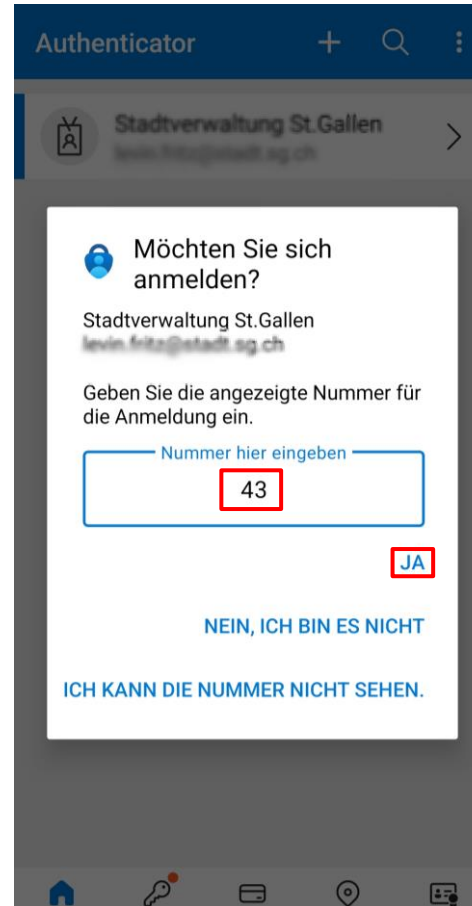 Authenticator
Stadtverwaltung St.Gallen
Möchten Sie sich
anmelden?
Stadtverwaltung St.Gallen
Geben Sie die angezeigte Nummer für
die Anmeldung ein.
Nummer hier eingeben
43
JA
NEIN, ICH BIN ES NICHT
ICH KANN DIE NUMMER NICHT SEHEN.